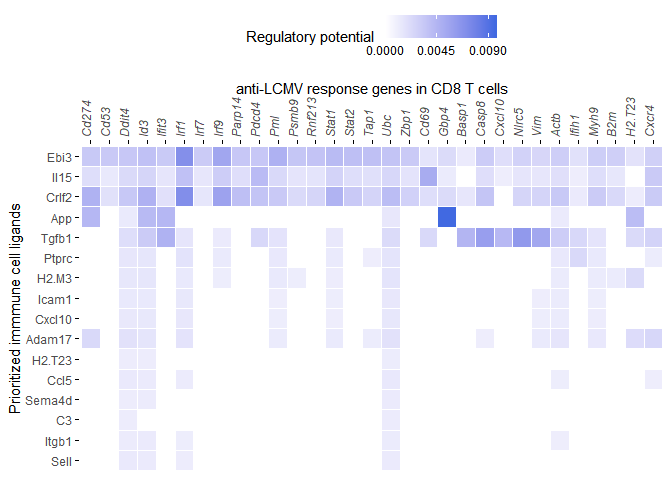 Regulatory potential
0.0000 0.0045 0.0090
anti-LCMV response genes in CD8 T cells
Cd274 Cd53 Ddit4 Id3 Ifit3 Irf1 Irf7 Irf9 Parp14 Pdcd4 Pml Psmb9 Rnf213 Stat1 Stat2 Tap1 Ubc Zbp1 Cd69 Gbp4 Basp1 Casp8 Cxcl10 Nlrc5 Vim Actb Ifih1 Myh9 B2m H2.T23 Cxcr4
Prioritized immmune cell ligands
Ebi3
Il15
Crlf2
App
Tgfb1
Ptprc
H2.M3
Icam1
Cxcl10
Adam17
H2.T23
Ccl5
Sema4d
C3
Itgb1
Sell